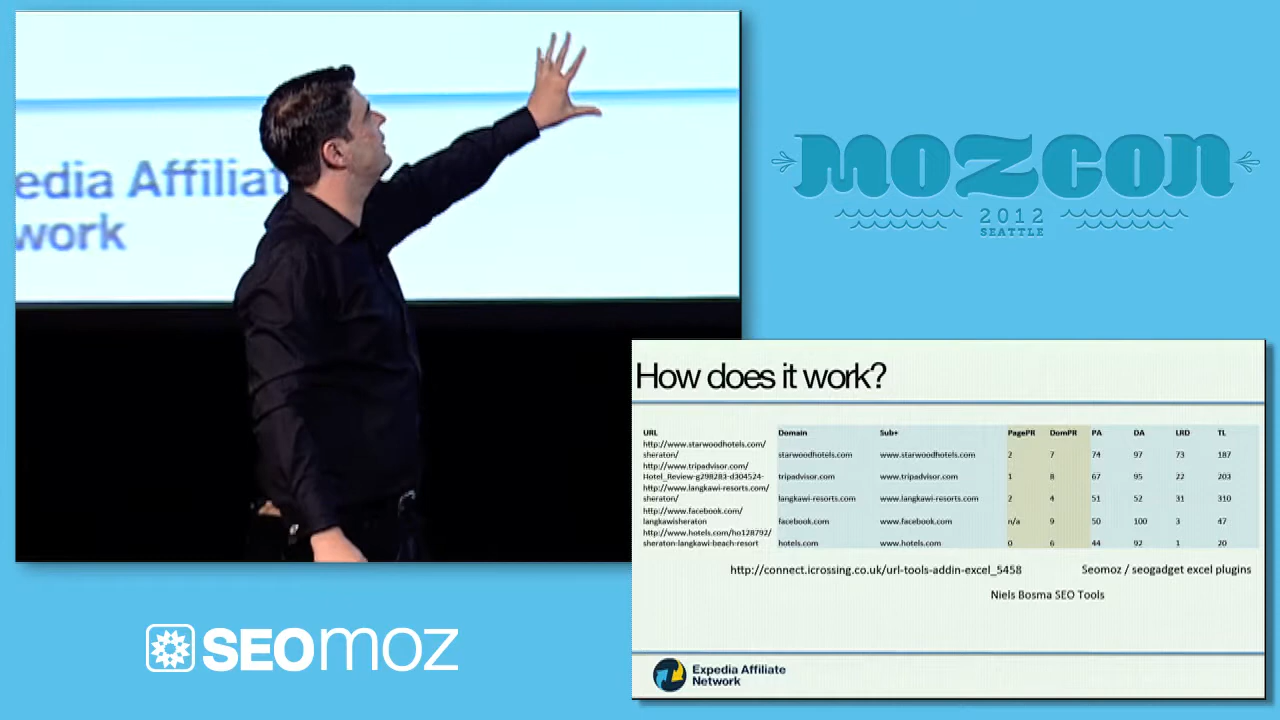 edia Affiliat
work
MOZCON
2012
SEATTLE
How does it work?
URL Domain Sub+ PagePR DomPR PA DA LRD TL
http://www.starwoodhotels.com/
sheraton/ starwoodhotels.com www.starwoodhotels.com 2 7 74 97 73 187
http://www.tripadvisor.com/
Hotel_Review-g298283-d304524- tripadvisor.com www.tripadvisor.com 1 8 67 95 22 203
http://www.langkawi-resorts.com/
sheraton/ langkawi-resorts.com www.langkawi-resorts.com 2 4 51 52 31 310
http://www.facebook.com/
langkawisheraton facebook.com www.facebook.com n/a 9 50 100 3 47
http://www.hotels.com/ho128792/
sheraton-langkawi-beach-resort hotels.com www.hotels.com 0 6 44 92 1 20
http://connect.icrossing.co.uk/url-tools-addin-excel_5458 Seomoz / seogadget excel plugins
Niels Bosma SEO Tools
Expedia Affiliate
Network
SEOmoz